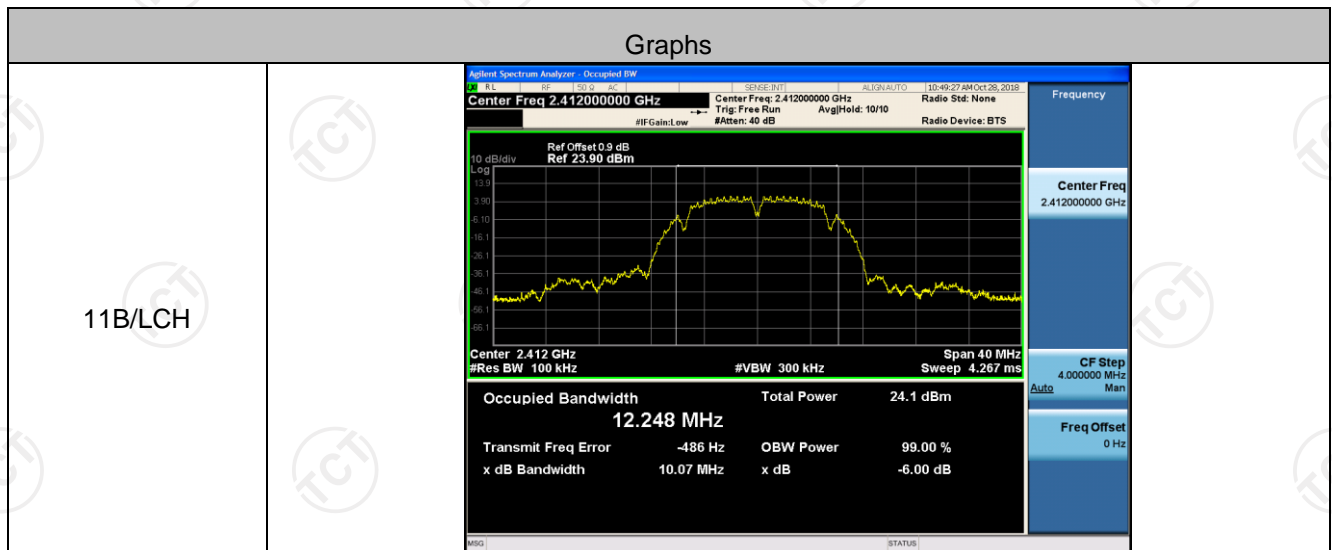 Graphs
11B/LCH
Agilent Spectrum Analyzer - Occupied BW
RL RF 50 Ω AC SENSE:INT ALIGNAUTO 10:49:27 AM Oct 28, 2018
Center Freq 2.412000000 GHz
Center Freq: 2.412000000 GHz Radio Std: None
Trig: Free Run Avg|Hold: 10/10
#IFGain:Low #Atten: 40 dB Radio Device: BTS
Ref Offset 0.9 dB
10 dB/div Ref 23.90 dBm
Log
13.9
3.90
-6.10
-16.1
-26.1
-36.1
-46.1
-56.1
-66.1
Center 2.412 GHz Span 40 MHz
#Res BW 100 kHz #VBW 300 kHz Sweep 4.267 ms
Occupied Bandwidth Total Power 24.1 dBm
12.248 MHz
Transmit Freq Error -486 Hz OBW Power 99.00 %
x dB Bandwidth 10.07 MHz x dB -6.00 dB
MSG STATUS
Frequency
Center Freq
2.412000000 GHz
CF Step
4.000000 MHz
Auto Man
Freq Offset
0 Hz
TCT
TCT
TCT
TCT
TCT